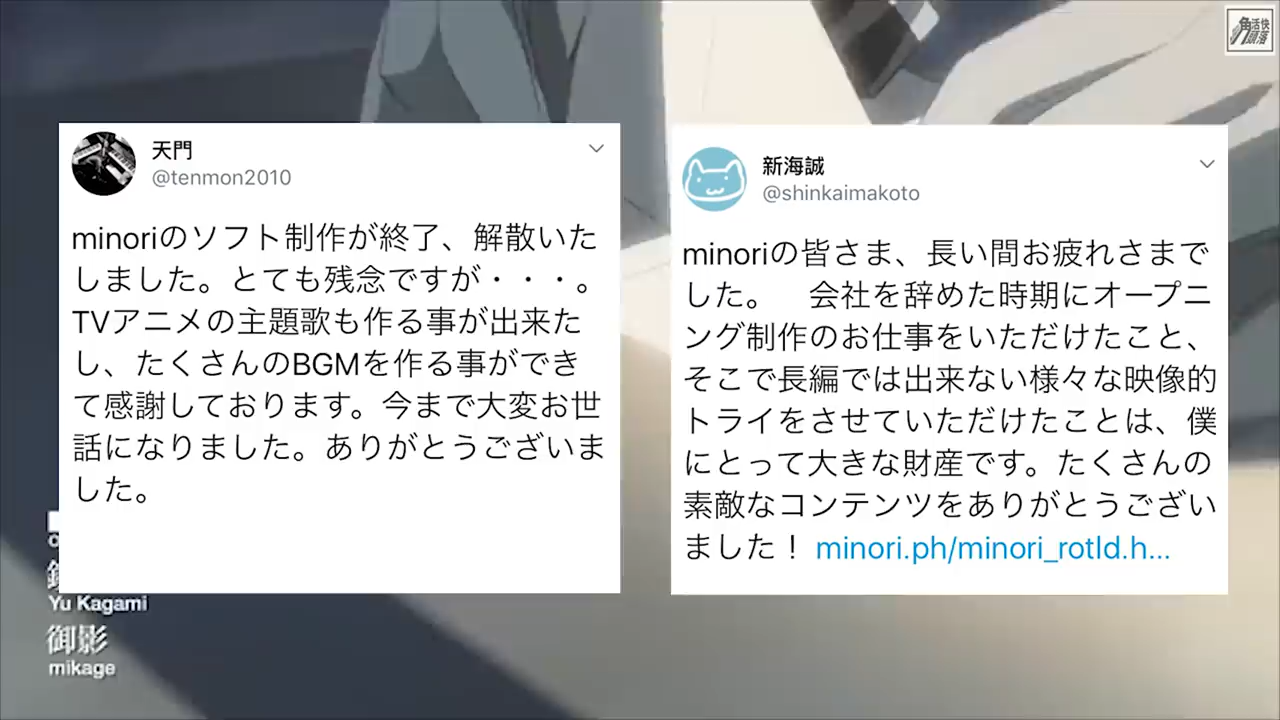 角活快
部落
天門
@tenmon2010
minoriのソフト制作が終了、解散いた
しました。とても残念ですが・・・。
TVアニメの主題歌も作る事が出来た
し、たくさんのBGMを作る事ができ
て感謝しております。今まで大変お世
話になりました。ありがとうございま
した。
新海誠
@shinkaimakoto
minoriの皆さま、長い間お疲れさまで
した。　会社を辞めた時期にオープニ
ング制作のお仕事をいただけたこと、
そこで長編では出来ない様々な映像的
トライをさせていただけたことは、僕
にとって大きな財産です。たくさんの
素敵なコンテンツをありがとうござい
ました！ minori.ph/minori_rotld.h...
Yu Kagami
御影
mikage